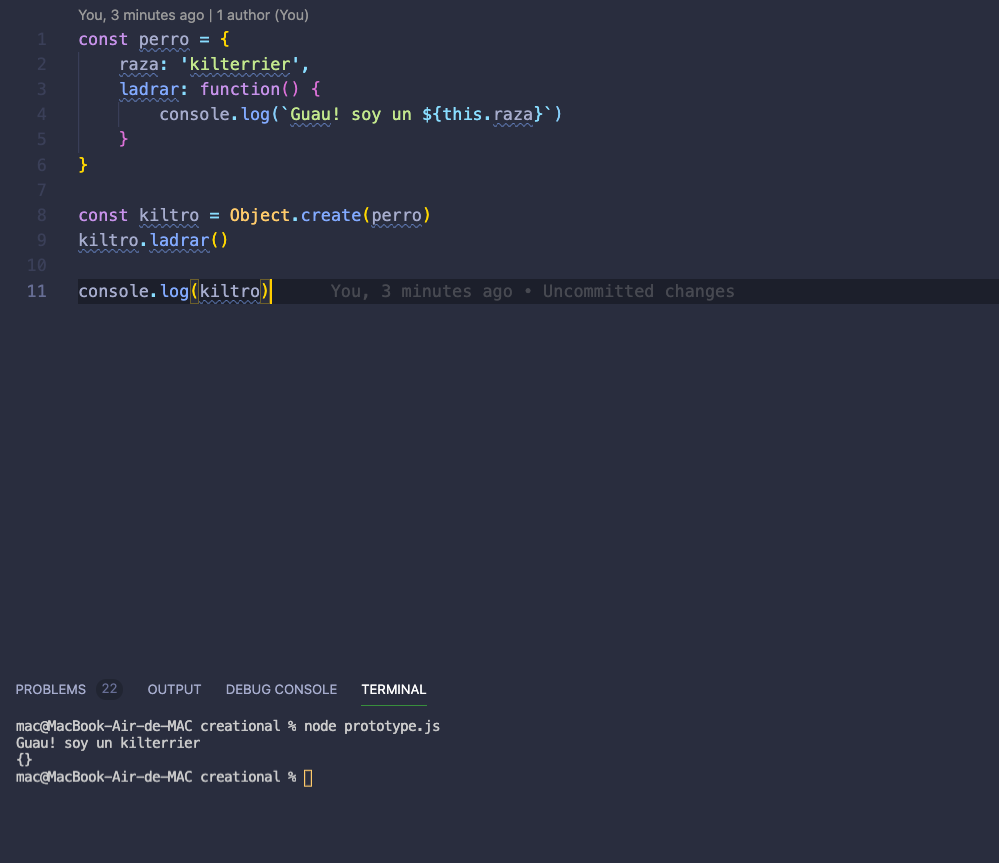 You, 3 minutes ago | 1 author (You)
1 const perro = {
2 raza: 'kilterrier',
3 ladrar: function() {
4 console.log(`Guau! soy un ${this.raza}`)
5 }
6 }
7
8 const kiltro = Object.create(perro)
9 kiltro.ladrar()
10
11 console.log(kiltro) You, 3 minutes ago • Uncommitted changes
PROBLEMS 22 OUTPUT DEBUG CONSOLE TERMINAL
mac@MacBook-Air-de-MAC creational % node prototype.js
Guau! soy un kilterrier
{}
mac@MacBook-Air-de-MAC creational %